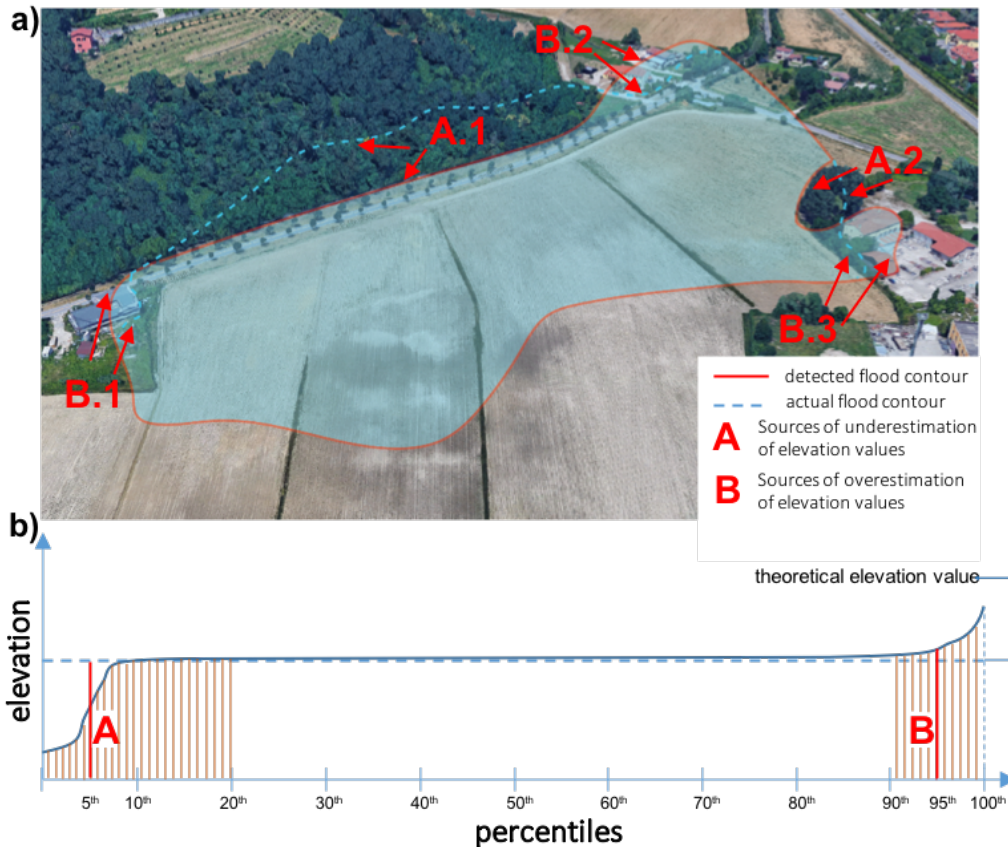 a)
B.2
A.1
A.2
B.3
B.1
detected flood contour
actual flood contour
A Sources of underestimation
of elevation values
B Sources of overestimation
of elevation values
b)
theoretical elevation value
elevation
A
B
5th 10th 20th 30th 40th 50th 60th 70th 80th 90th 95th 100th
percentiles